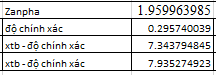 Zanpha 1.959963985
độ chính xác 0.295740039
xtb - độ chính xác 7.343794845
xtb - độ chính xác 7.935274923